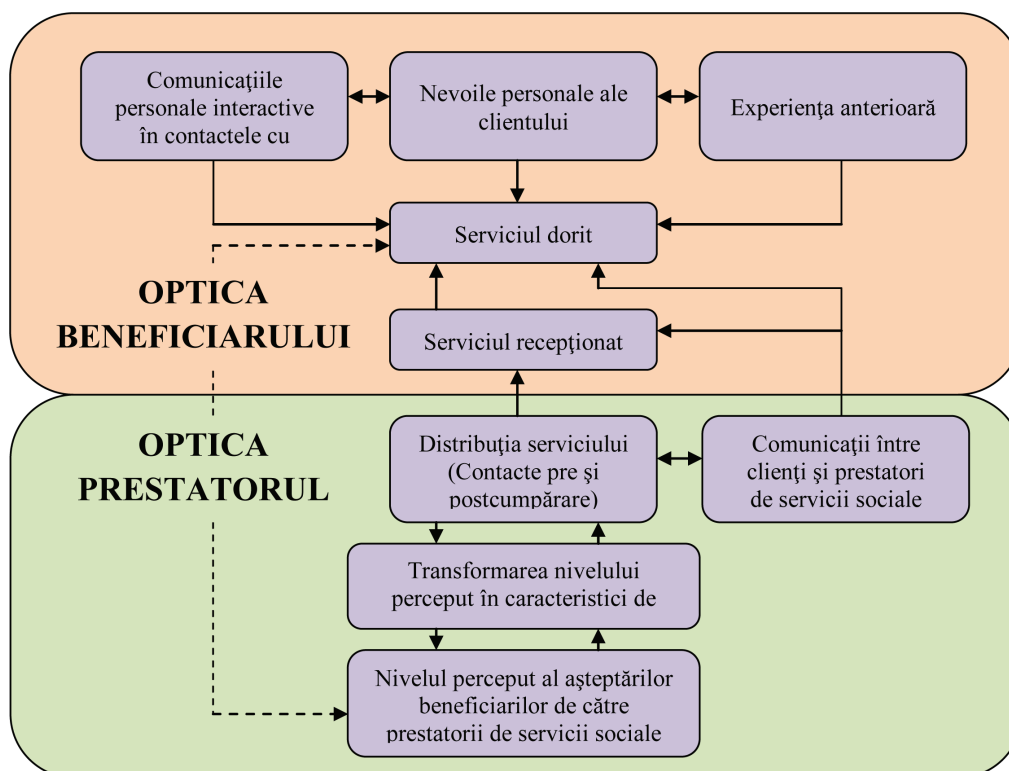 Comunicaţiile
personale interactive
în contactele cu
Nevoile personale ale
clientului
Experienţa anterioară
Serviciul dorit
OPTICA
BENEFICIARULUI
Serviciul recepţionat
OPTICA
PRESTATORUL
Distribuţia serviciului
(Contacte pre şi
postcumpărare)
Comunicaţii între
clienţi şi prestatori
de servicii sociale
Transformarea nivelului
perceput în caracteristici de
Nivelul perceput al aşteptărilor
beneficiarilor de către
prestatorii de servicii sociale